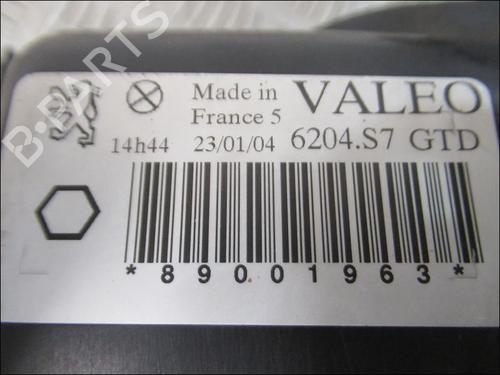 Made in
France 5
VALEO
14h44 23/01/04 6204.S7 GTD
*89001963*
B-PARTS